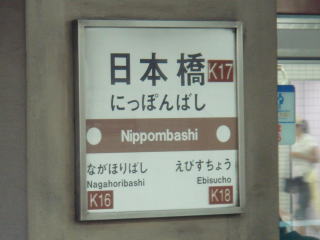 日本橋 K17
にっぽんばし
Nippombashi
ながほりばし えびすちょう
Nagahoribashi Ebisucho
K16 K18